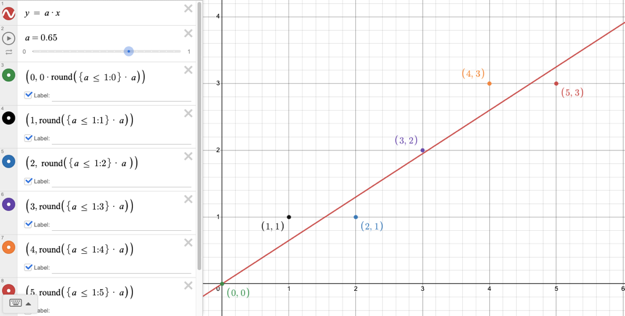 1
y = a · x
2
a = 0.65
0
1
3
(0, 0 · round({a ≤ 1:0} · a))
Label:
4
(1, round({a ≤ 1:1} · a))
Label:
5
(2, round({a ≤ 1:2} · a))
Label:
6
(3, round({a ≤ 1:3} · a))
Label:
7
(4, round({a ≤ 1:4} · a))
Label:
8
(5, round({a ≤ 1:5} · a))
abel:
4
3
2
1
0
1
2
3
4
5
6
(4, 3)
(5, 3)
(3, 2)
(1, 1)
(2, 1)
(0, 0)